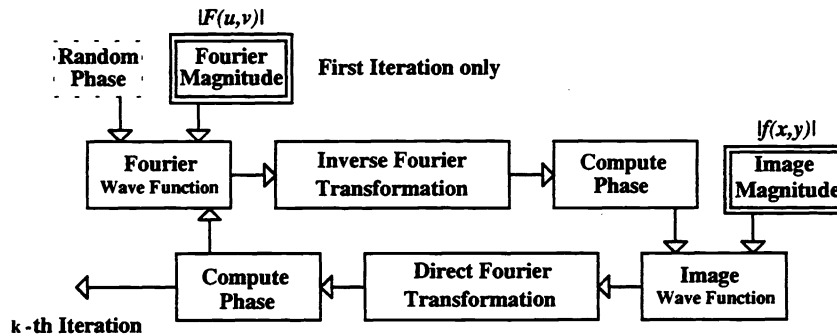 |F(u,v)|
Random
Phase
Fourier
Magnitude
First Iteration only
|f(x,y)|
Fourier
Wave Function
Inverse Fourier
Transformation
Compute
Phase
Image
Magnitude
Compute
Phase
Direct Fourier
Transformation
Image
Wave Function
k-th Iteration